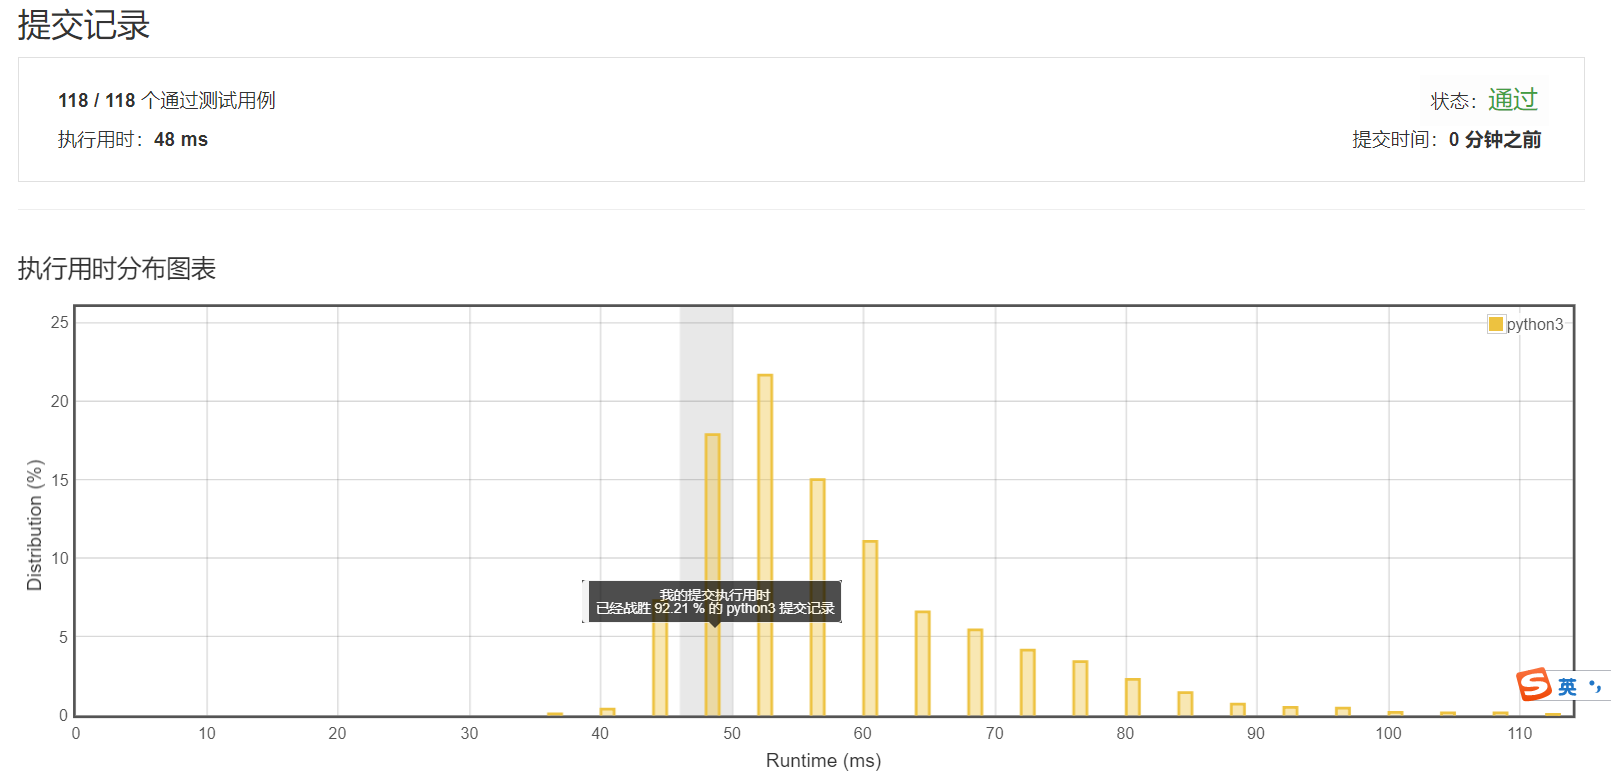 提交记录
118 / 118 个通过测试用例
状态：通过
执行用时：48 ms
提交时间：0 分钟之前
执行用时分布图表
python3
25
20
15
10
5
0
Distribution (%)
我的提交执行用时
已经战胜 92.21 % 的 python3 提交记录
0 10 20 30 40 50 60 70 80 90 100 110
Runtime (ms)
S 英 •,